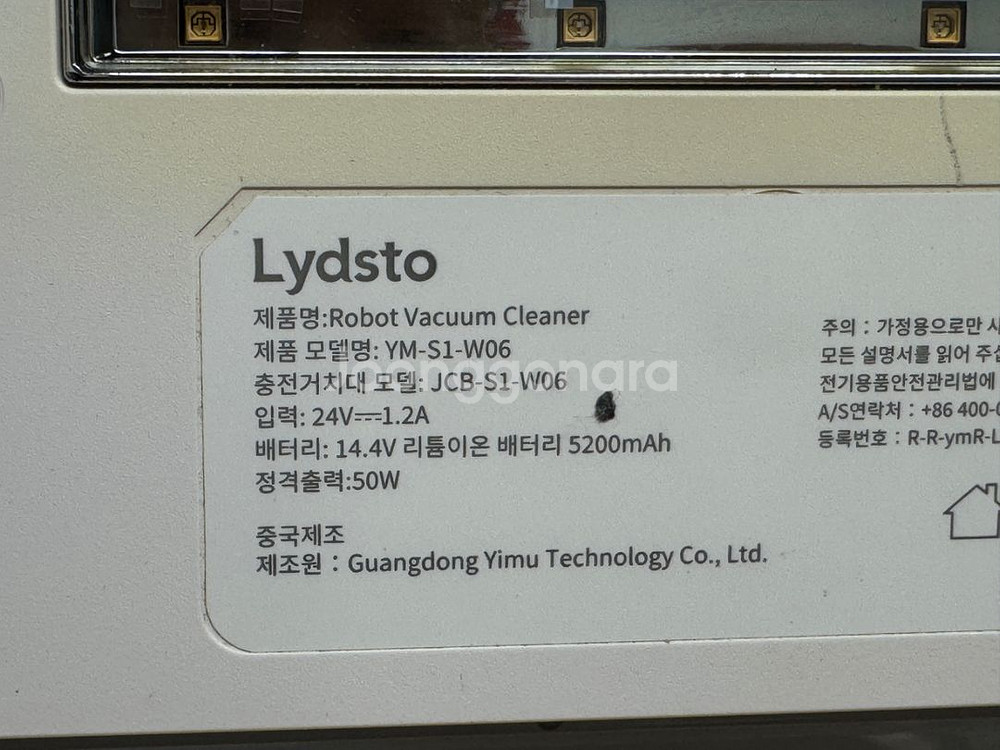 Lydsto
제품명:Robot Vacuum Cleaner
제품 모델명: YM-S1-W06
충전거치대 모델: JCB-S1-W06
입력: 24V⎓1.2A
배터리: 14.4V 리튬이온 배터리 5200mAh
정격출력:50W
중국제조
제조원 : Guangdong Yimu Technology Co., Ltd.
주의 : 가정용으로만
모든 설명서를 읽어 주십
전기용품안전관리법에
A/S연락처 : +86 400-
등록번호 : R-R-ymR-L
joonggonara